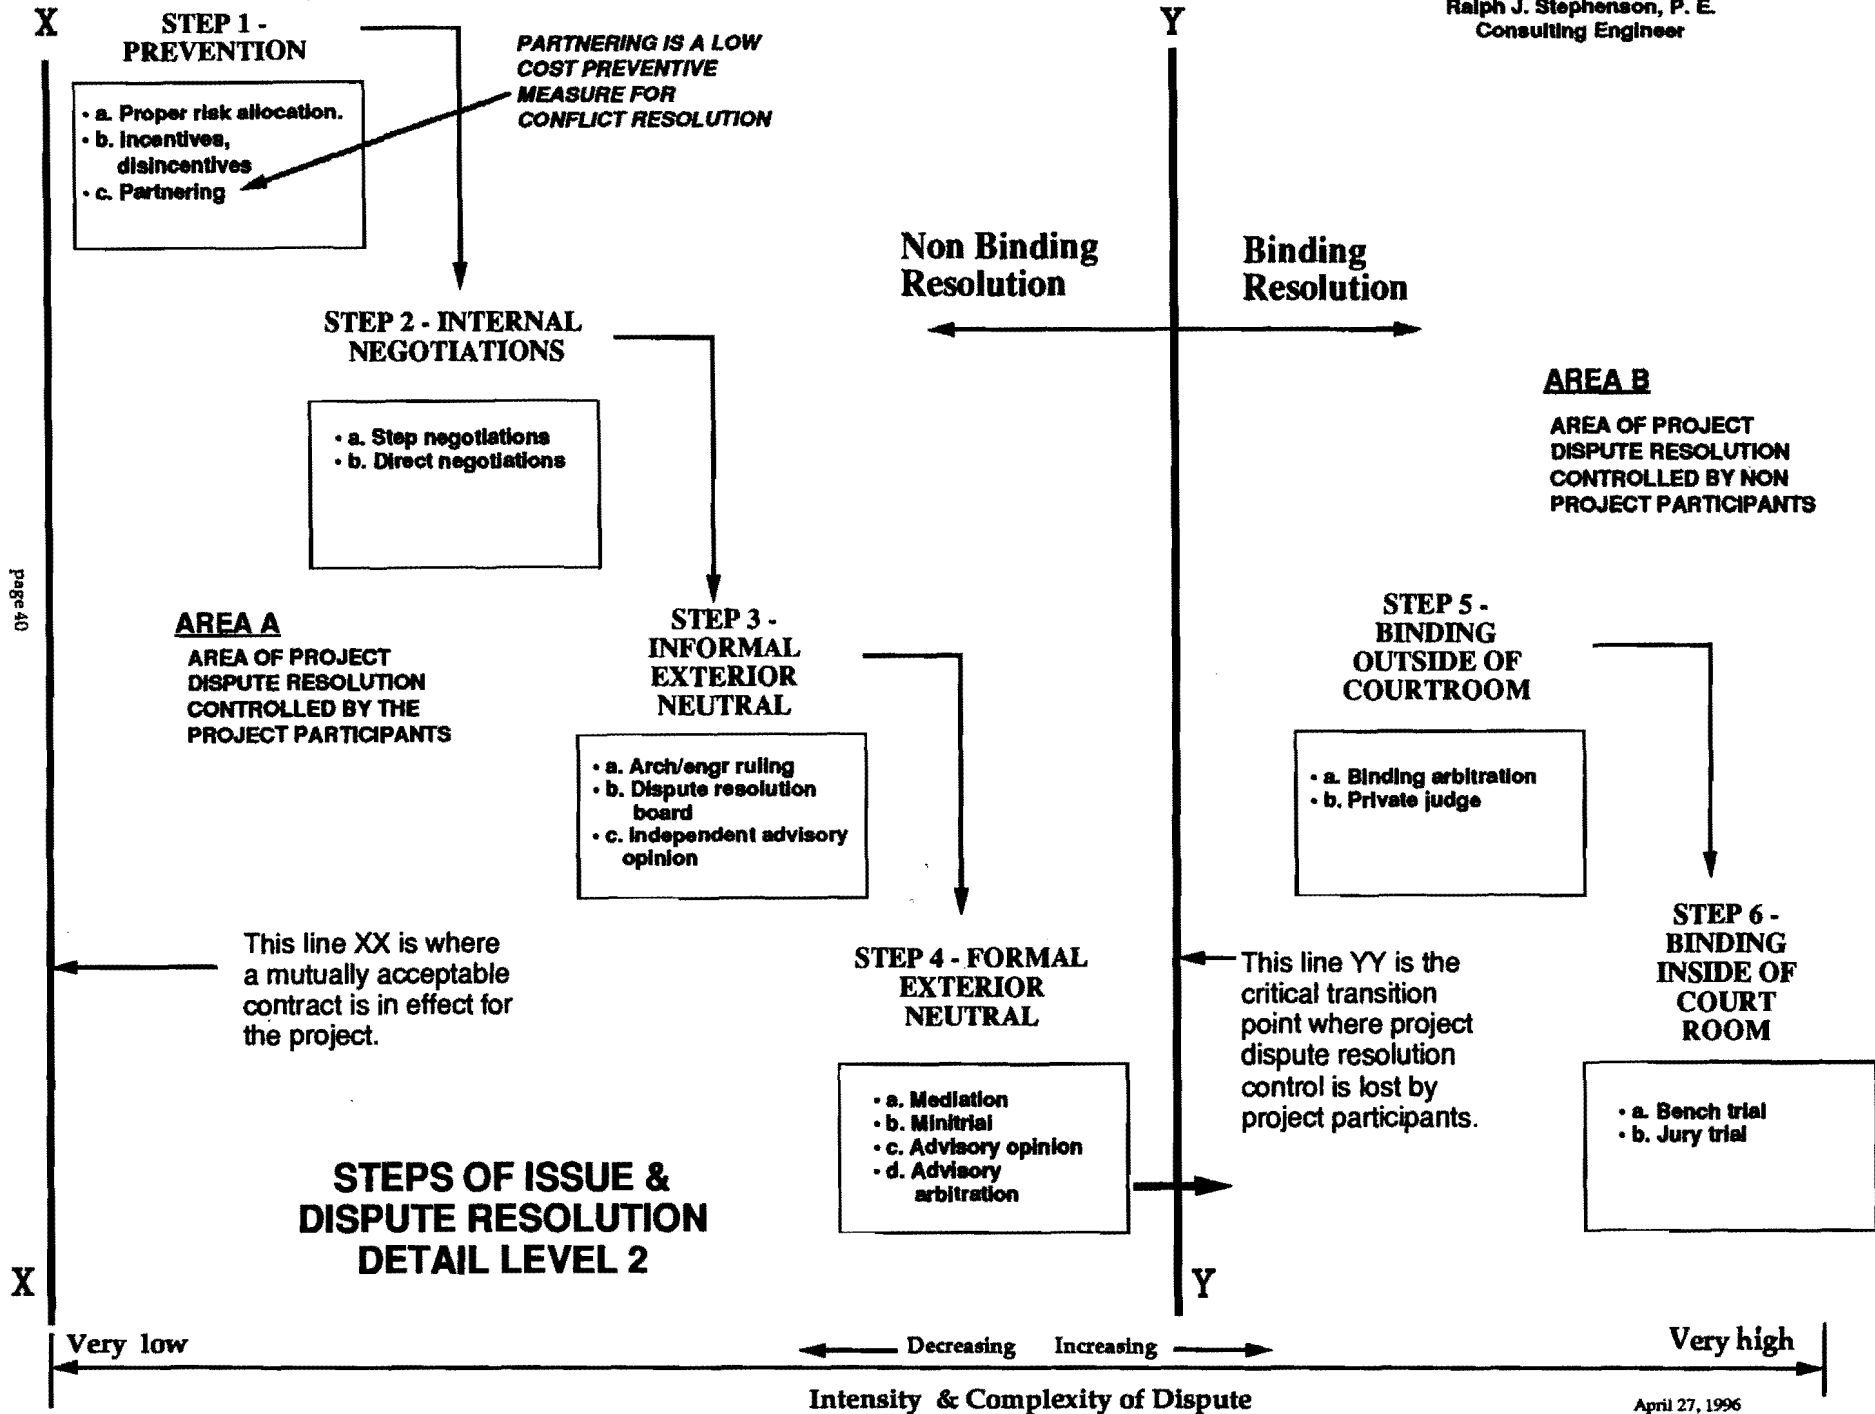 X
STEP 1 -
PREVENTION
• a. Proper risk allocation.
• b. Incentives,
disincentives
• c. Partnering
PARTNERING IS A LOW
COST PREVENTIVE
MEASURE FOR
CONFLICT RESOLUTION
Y
Ralph J. Stephenson, P. E.
Consulting Engineer
Non Binding
Resolution
Binding
Resolution
STEP 2 - INTERNAL
NEGOTIATIONS
• a. Step negotiations
• b. Direct negotiations
AREA B
AREA OF PROJECT
DISPUTE RESOLUTION
CONTROLLED BY NON
PROJECT PARTICIPANTS
page 40
AREA A
AREA OF PROJECT
DISPUTE RESOLUTION
CONTROLLED BY THE
PROJECT PARTICIPANTS
STEP 3 -
INFORMAL
EXTERIOR
NEUTRAL
• a. Arch/engr ruling
• b. Dispute resolution
board
• c. Independent advisory
opinion
STEP 5 -
BINDING
OUTSIDE OF
COURTROOM
• a. Binding arbitration
• b. Private judge
This line XX is where
a mutually acceptable
contract is in effect for
the project.
STEP 4 - FORMAL
EXTERIOR
NEUTRAL
• a. Mediation
• b. Minitrial
• c. Advisory opinion
• d. Advisory
arbitration
This line YY is the
critical transition
point where project
dispute resolution
control is lost by
project participants.
STEP 6 -
BINDING
INSIDE OF
COURT
ROOM
• a. Bench trial
• b. Jury trial
STEPS OF ISSUE &
DISPUTE RESOLUTION
DETAIL LEVEL 2
X
Y
Very low
Decreasing Increasing
Very high
Intensity & Complexity of Dispute
April 27, 1996